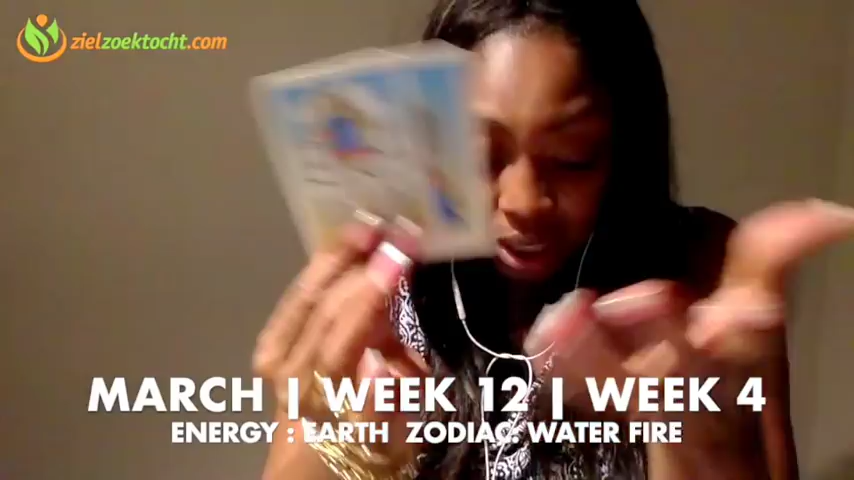 zielzoektocht.com
MARCH | WEEK 12 | WEEK 4
ENERGY : EARTH ZODIAC : WATER FIRE